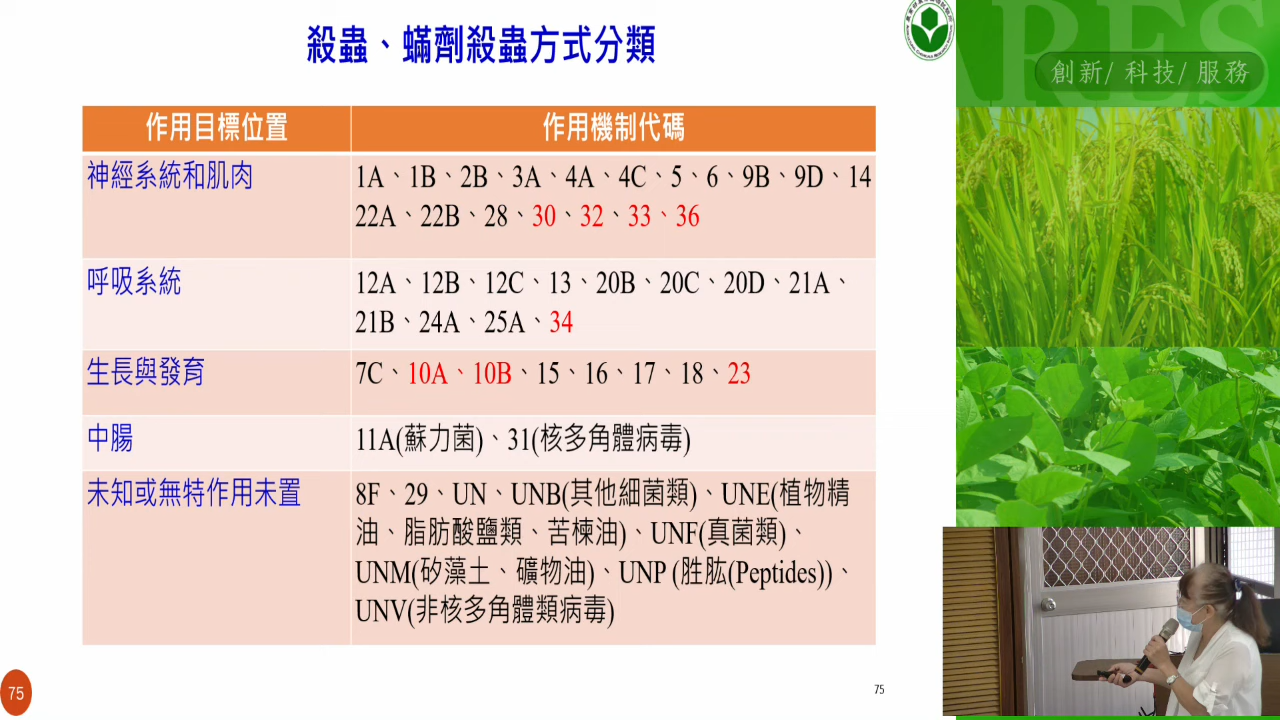 殺蟲、蟎劑殺蟲方式分類
ARES
創新/ 科技/ 服務
作用目標位置
作用機制代碼
神經系統和肌肉
1A、1B、2B、3A、4A、4C、5、6、9B、9D、14
22A、22B、28、30、32、33、36
呼吸系統
12A、12B、12C、13、20B、20C、20D、21A、
21B、24A、25A、34
生長與發育
7C、10A、10B、15、16、17、18、23
中腸
11A(蘇力菌)、31(核多角體病毒)
未知或無特作用未置
8F、29、UN、UNB(其他細菌類)、UNE(植物精
油、脂肪酸鹽類、苦楝油)、UNF(真菌類)、
UNM(矽藻土、礦物油)、UNP (胜肽(Peptides))、
UNV(非核多角體類病毒)
75
75